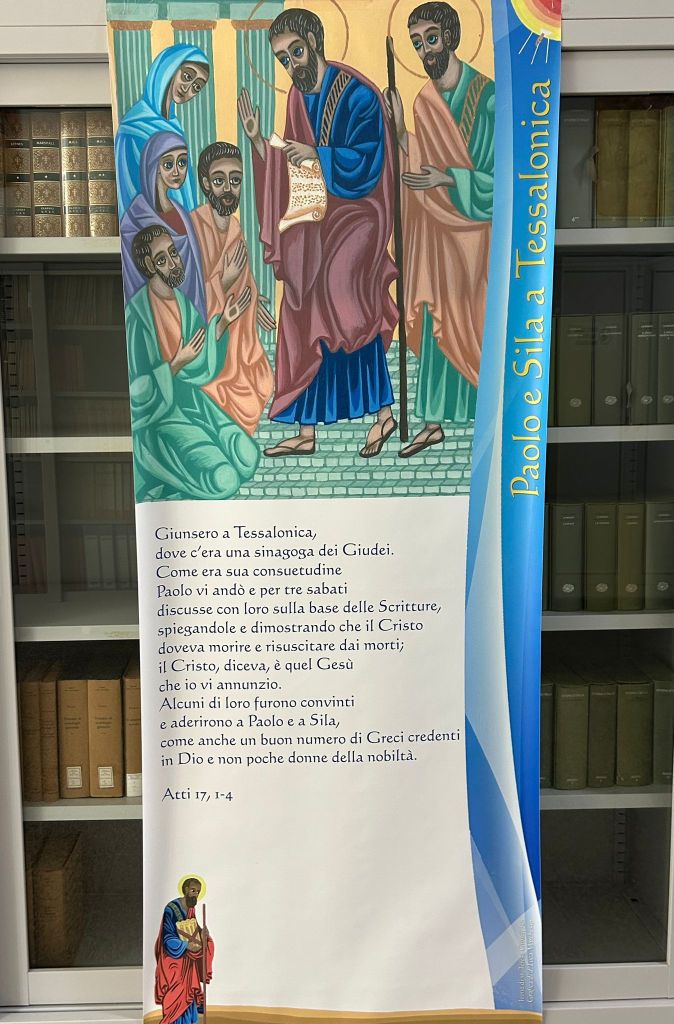 Paolo e Sila a Tessalonica
Giunsero a Tessalonica,
dove c'era una sinagoga dei Giudei.
Come era sua consuetudine
Paolo vi andò e per tre sabati
discusse con loro sulla base delle Scritture,
spiegandole e dimostrando che il Cristo
doveva morire e risuscitare dai morti;
il Cristo, diceva, è quel Gesù
che io vi annunzio.
Alcuni di loro furono convinti
e aderirono a Paolo e a Sila,
come anche un buon numero di Greci credenti
in Dio e non poche donne della nobiltà.
Atti 17, 1-4